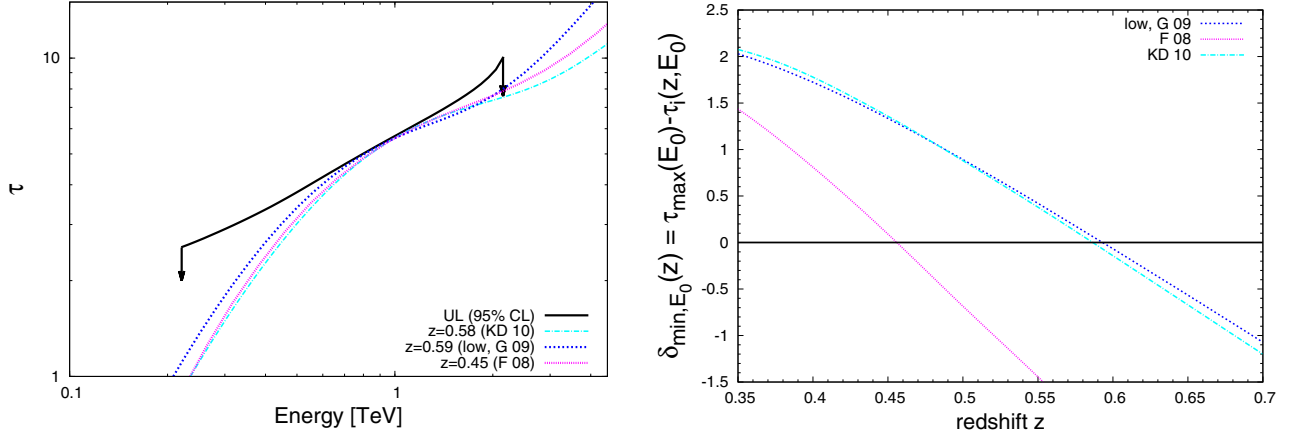 τ
10
1
0.1
1
Energy [TeV]
UL (95% CL)
z=0.58 (KD 10)
z=0.59 (low, G 09)
z=0.45 (F 08)
δmin,E0(z) = τmax(E0)-τi(z,E0)
2.5
2
1.5
1
0.5
0
-0.5
-1
-1.5
0.35
0.4
0.45
0.5
0.55
0.6
0.65
0.7
redshift z
low, G 09
F 08
KD 10